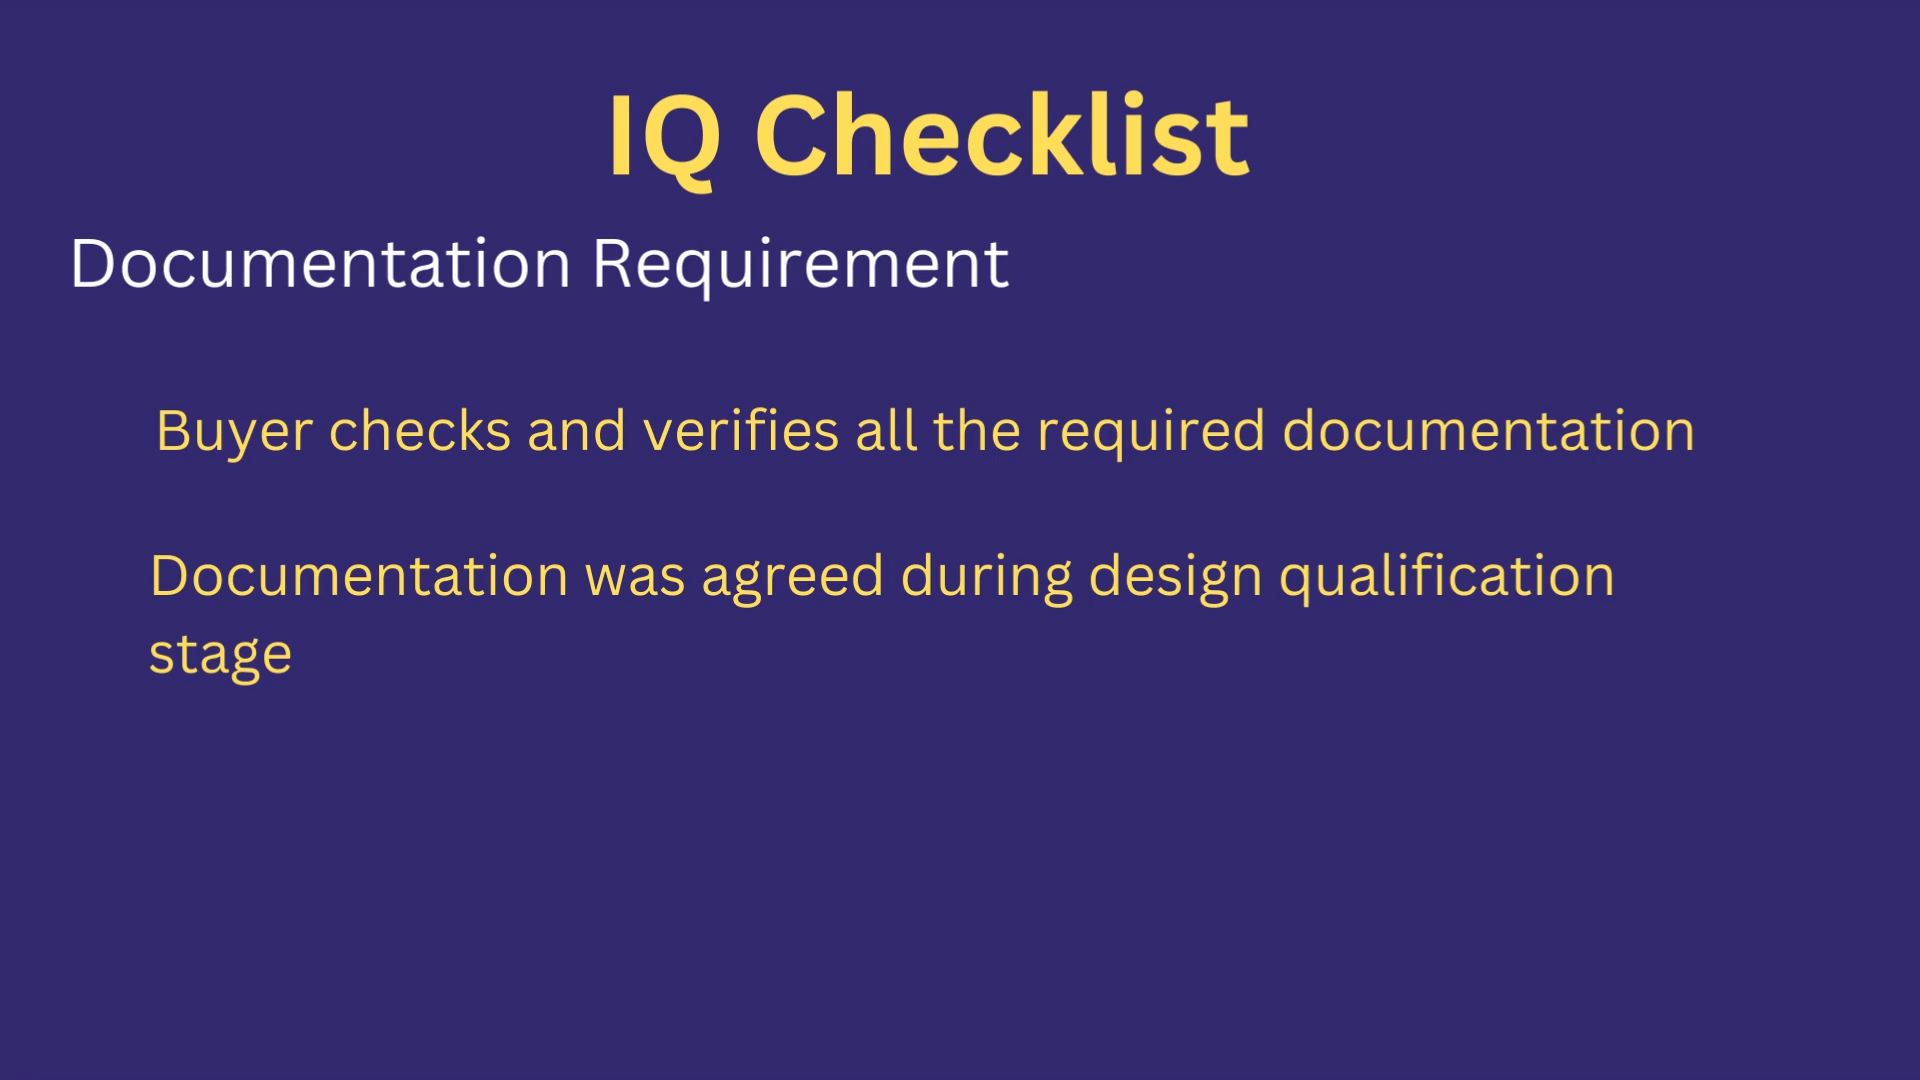 IQ Checklist
Documentation Requirement
Buyer checks and verifies all the required documentation
Documentation was agreed during design qualification
stage